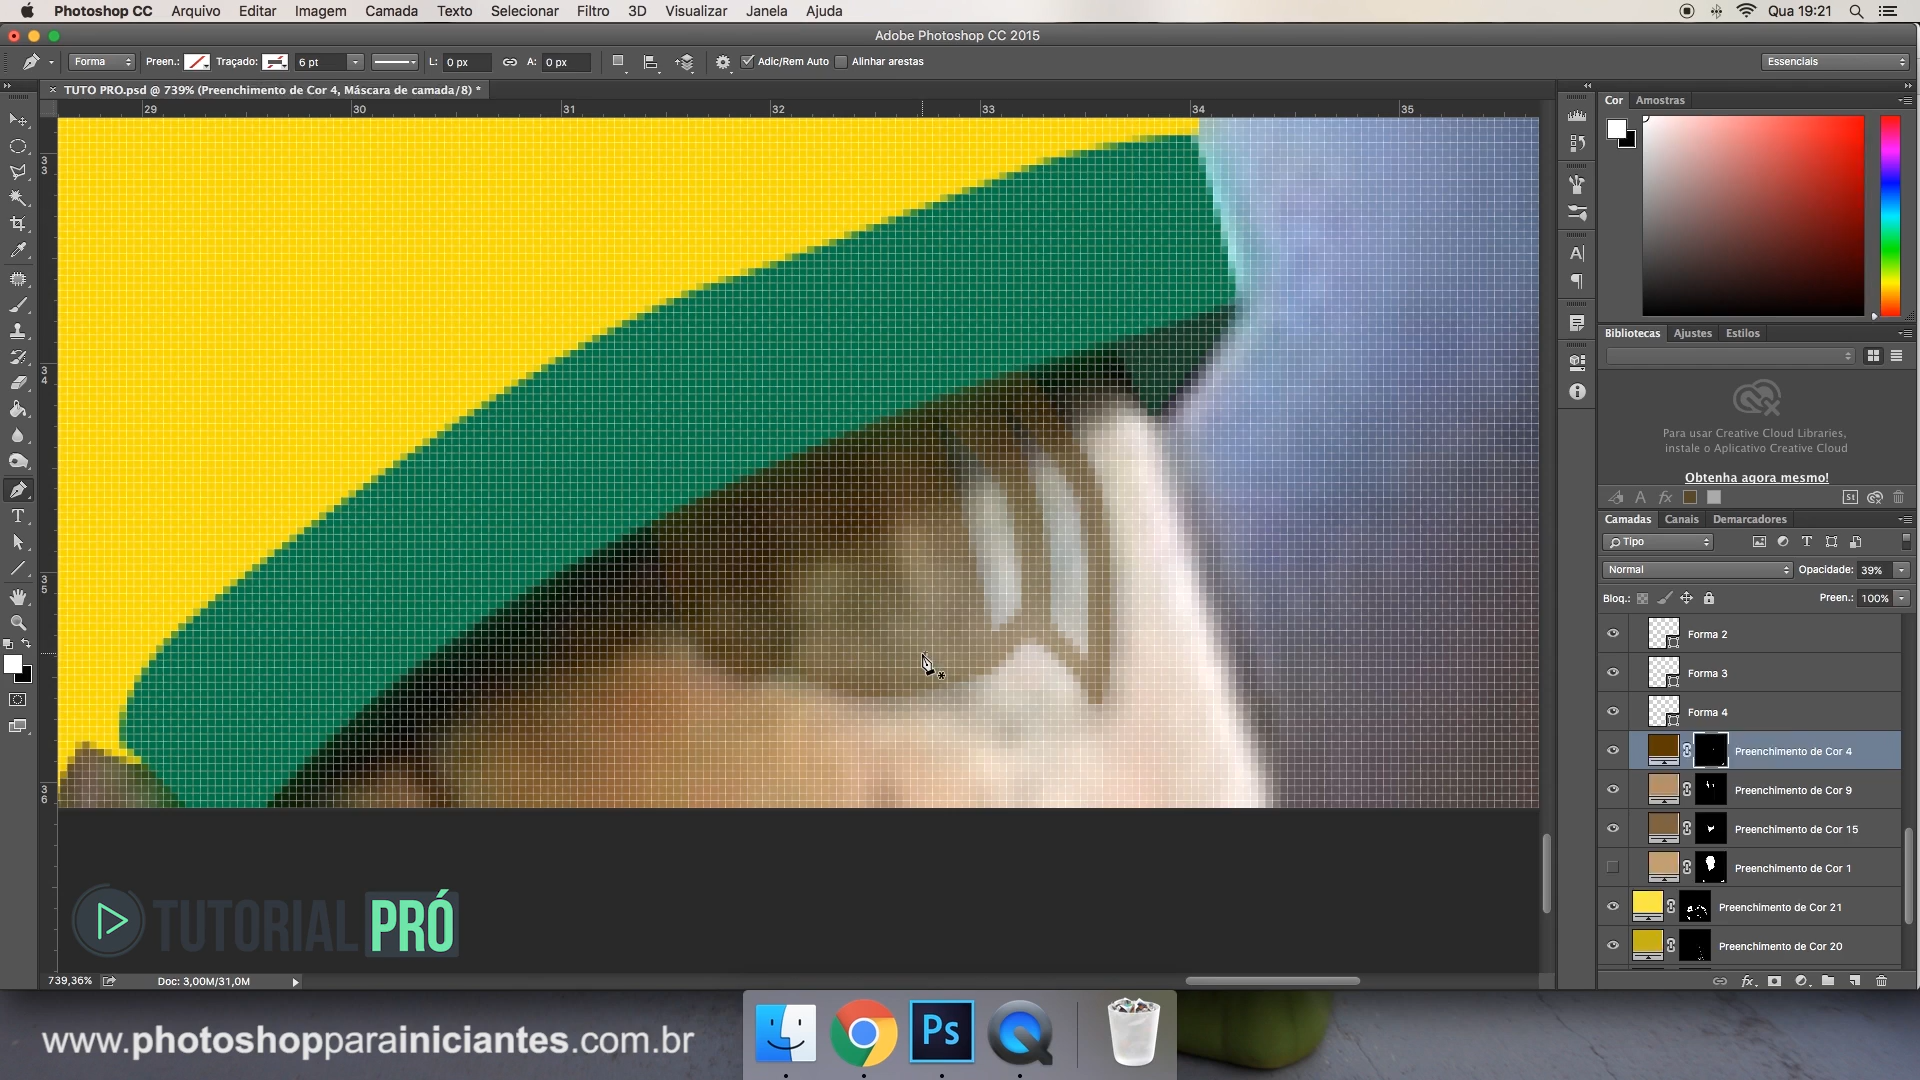 Photoshop CC Arquivo Editar Imagem Camada Texto Selecionar Filtro 3D Visualizar Janela Ajuda Qua 19:21
Adobe Photoshop CC 2015
Forma Preen.: Traçado: 6 pt L: 0 px A: 0 px Adic/Rem Auto Alinhar arestas Essenciais
TUTO PRO.psd @ 739% (Preenchimento de Cor 4, Máscara de camada/8) *
29 30 31 32 33 34 35
33
34
35
36
Cor Amostras
Bibliotecas Ajustes Estilos
Para usar Creative Cloud Libraries,
instale o Aplicativo Creative Cloud
Obtenha agora mesmo!
St
Camadas Canais Demarcadores
Tipo
Normal Opacidade: 39%
Bloq.: Preen.: 100%
Forma 2
Forma 3
Forma 4
Preenchimento de Cor 4
Preenchimento de Cor 9
Preenchimento de Cor 15
Preenchimento de Cor 1
Preenchimento de Cor 21
Preenchimento de Cor 20
TUTORIAL PRÓ
739,36% Doc: 3,00M/31,0M
www.photoshopparainiciantes.com.br
Ps